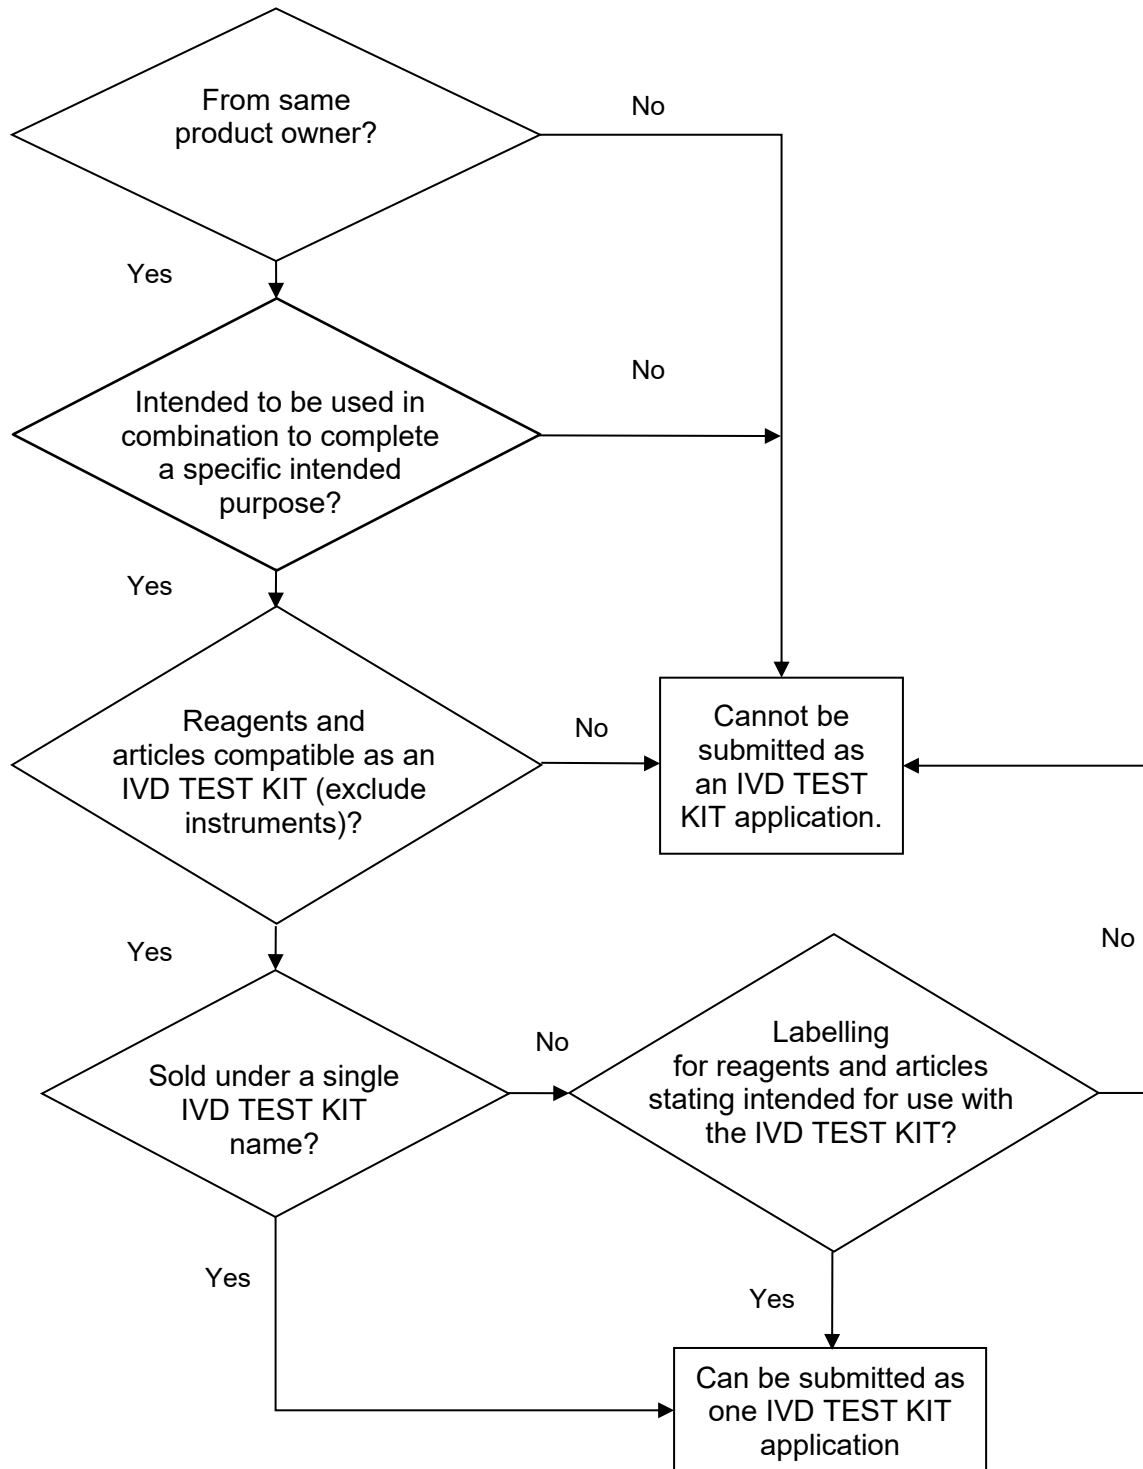 From same
product owner?
No
Yes
Intended to be used in
combination to complete
a specific intended
purpose?
No
Yes
Reagents and
articles compatible as an
IVD TEST KIT (exclude
instruments)?
No
Cannot be
submitted as
an IVD TEST
KIT application.
Yes
Sold under a single
IVD TEST KIT
name?
No
Labelling
for reagents and articles
stating intended for use with
the IVD TEST KIT?
No
Yes
Yes
Can be submitted as
one IVD TEST KIT
application